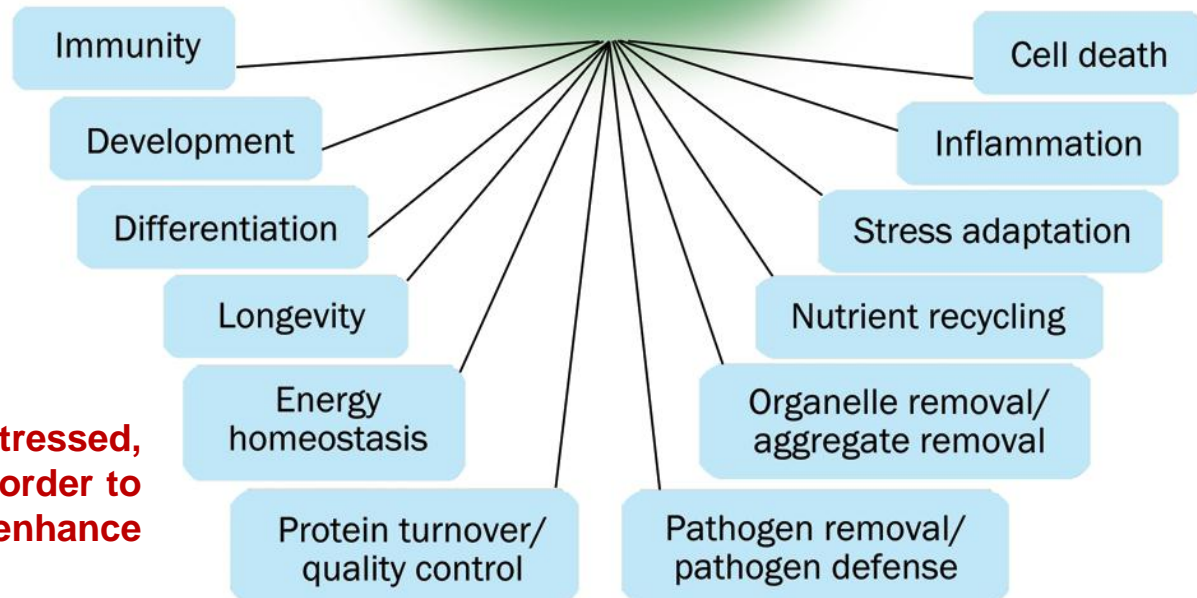 Immunity
Development
Differentiation
Longevity
Energy
homeostasis
Protein turnover/
quality control
Cell death
Inflammation
Stress adaptation
Nutrient recycling
Organelle removal/
aggregate removal
Pathogen removal/
pathogen defense
tressed,
order to
enhance